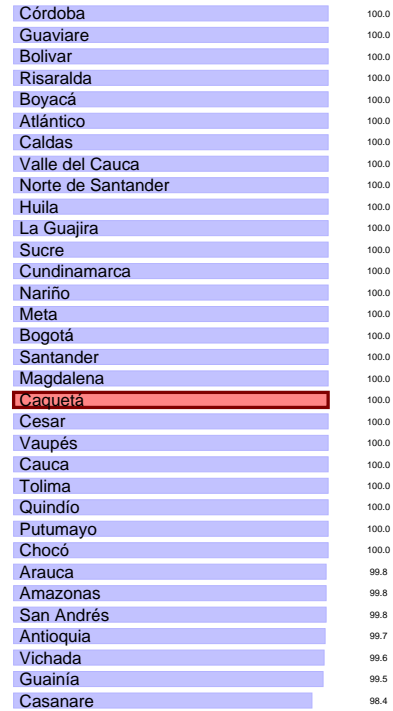 Córdoba 100.0
Guaviare 100.0
Bolivar 100.0
Risaralda 100.0
Boyacá 100.0
Atlántico 100.0
Caldas 100.0
Valle del Cauca 100.0
Norte de Santander 100.0
Huila 100.0
La Guajira 100.0
Sucre 100.0
Cundinamarca 100.0
Nariño 100.0
Meta 100.0
Bogotá 100.0
Santander 100.0
Magdalena 100.0
Caquetá 100.0
Cesar 100.0
Vaupés 100.0
Cauca 100.0
Tolima 100.0
Quindío 100.0
Putumayo 100.0
Chocó 100.0
Arauca 99.8
Amazonas 99.8
San Andrés 99.8
Antioquia 99.7
Vichada 99.6
Guainía 99.5
Casanare 98.4